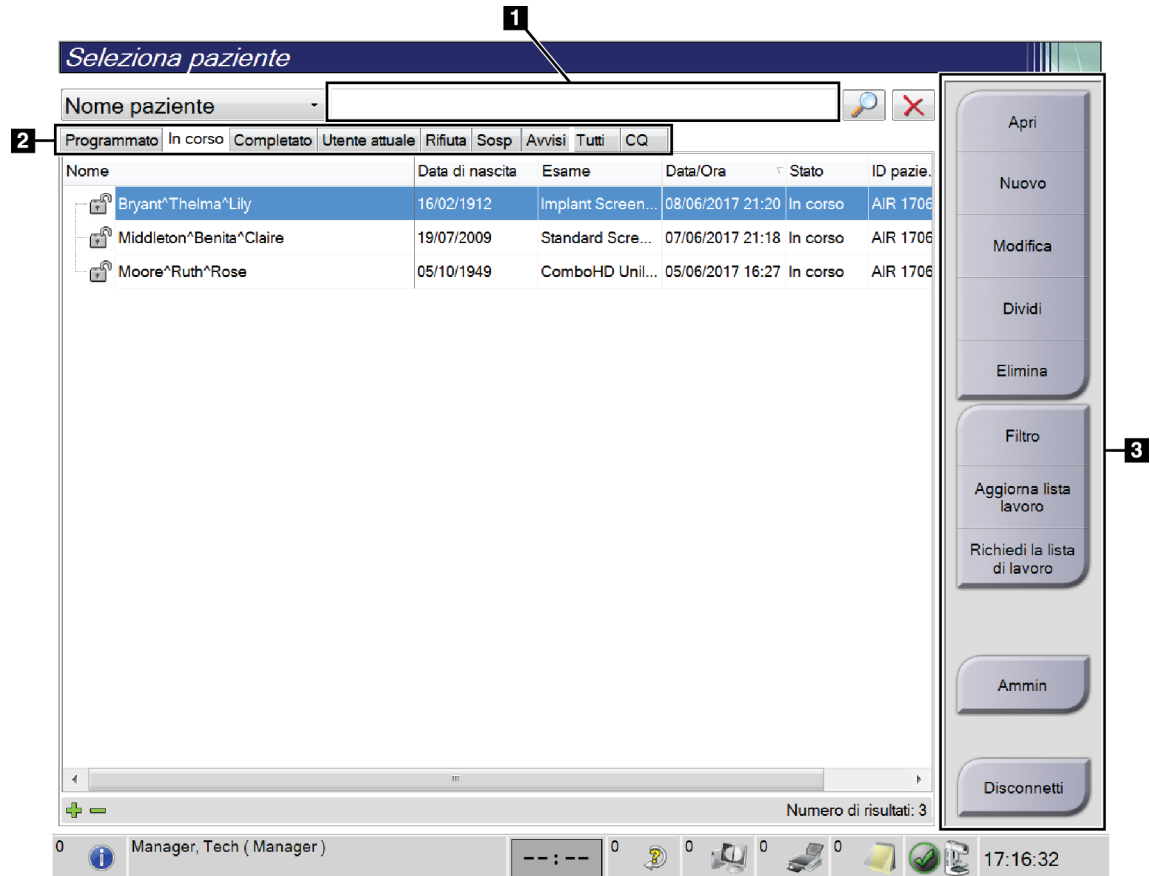 1
Seleziona paziente
Nome paziente
2
Programmato In corso Completato Utente attuale Rifiuta Sosp Avvisi Tutti CQ
Nome Data di nascita Esame Data/Ora Stato ID pazie.
Bryant^Thelma^Lily 16/02/1912 Implant Screen... 08/06/2017 21:20 In corso AIR 1706
Middleton^Benita^Claire 19/07/2009 Standard Scre... 07/06/2017 21:18 In corso AIR 1706
Moore^Ruth^Rose 05/10/1949 ComboHD Unil... 05/06/2017 16:27 In corso AIR 1706
Numero di risultati: 3
Apri
Nuovo
Modifica
Dividi
Elimina
Filtro
Aggiorna lista
lavoro
Richiedi la lista
di lavoro
Ammin
Disconnetti
3
0 Manager, Tech ( Manager ) --:-- 0 0 0 0 17:16:32